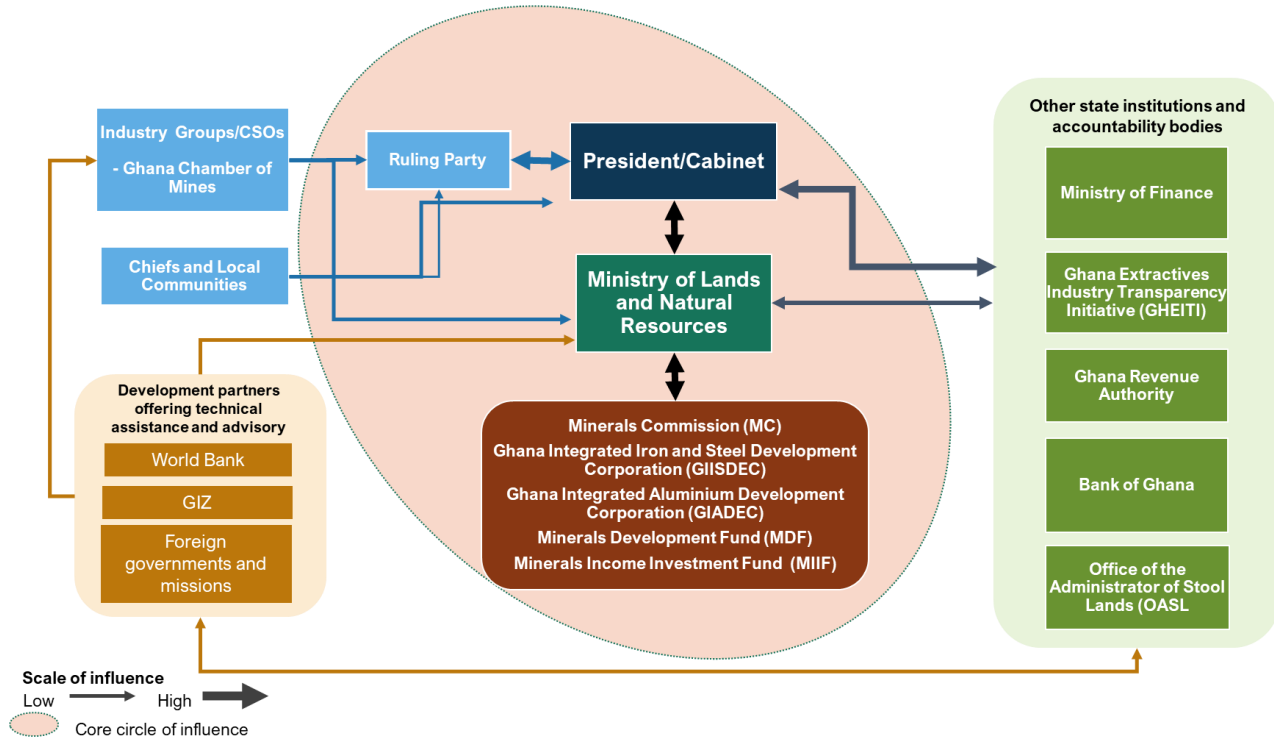 Industry Groups/CSOs
- Ghana Chamber of
Mines
Chiefs and Local
Communities
Development partners
offering technical
assistance and advisory
World Bank
GIZ
Foreign
governments and
missions
Ruling Party
President/Cabinet
Ministry of Lands
and Natural
Resources
Minerals Commission (MC)
Ghana Integrated Iron and Steel Development
Corporation (GIISDEC)
Ghana Integrated Aluminium Development
Corporation (GIADEC)
Minerals Development Fund (MDF)
Minerals Income Investment Fund (MIIF)
Other state institutions and
accountability bodies
Ministry of Finance
Ghana Extractives
Industry Transparency
Initiative (GHEITI)
Ghana Revenue
Authority
Bank of Ghana
Office of the
Administrator of Stool
Lands (OASL
Scale of influence
Low High
Core circle of influence